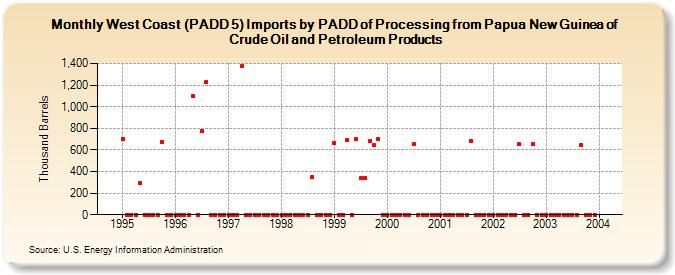 Monthly West Coast (PADD 5) Imports by PADD of Processing from Papua New Guinea of
Crude Oil and Petroleum Products
Thousand Barrels
1,400
1,200
1,000
800
600
400
200
0
1995 1996 1997 1998 1999 2000 2001 2002 2003 2004
Source: U.S. Energy Information Administration